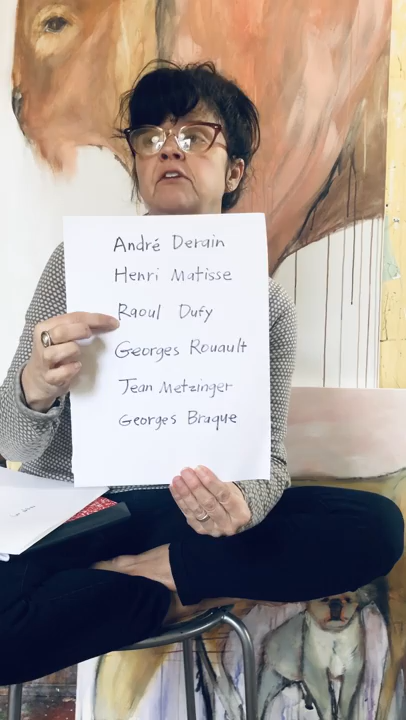 André Derain
Henri Matisse
Raoul Dufy
Georges Rouault
Jean Metzinger
Georges Braque